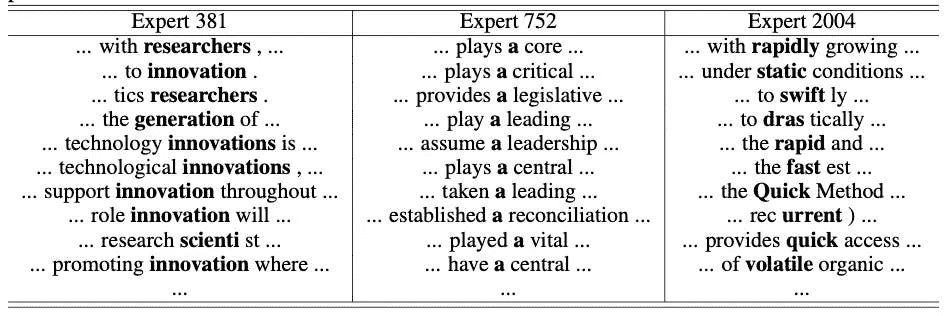 Expert 381 Expert 752 Expert 2004
... with researchers , ... ... plays a core ... ... with rapidly growing ...
... to innovation . ... plays a critical ... ... under static conditions ...
... tics researchers . ... provides a legislative ... ... to swift ly ...
... the generation of ... ... play a leading ... ... to dras tically ...
... technology innovations is ... ... assume a leadership ... ... the rapid and ...
... technological innovations , ... ... plays a central ... ... the fast est ...
... support innovation throughout ... ... taken a leading ... ... the Quick Method ...
... role innovation will ... ... established a reconciliation ... ... rec urrent ) ...
... research scienti st ... ... played a vital ... ... provides quick access ...
... promoting innovation where ... ... have a central ... ... of volatile organic ...
... ... ...